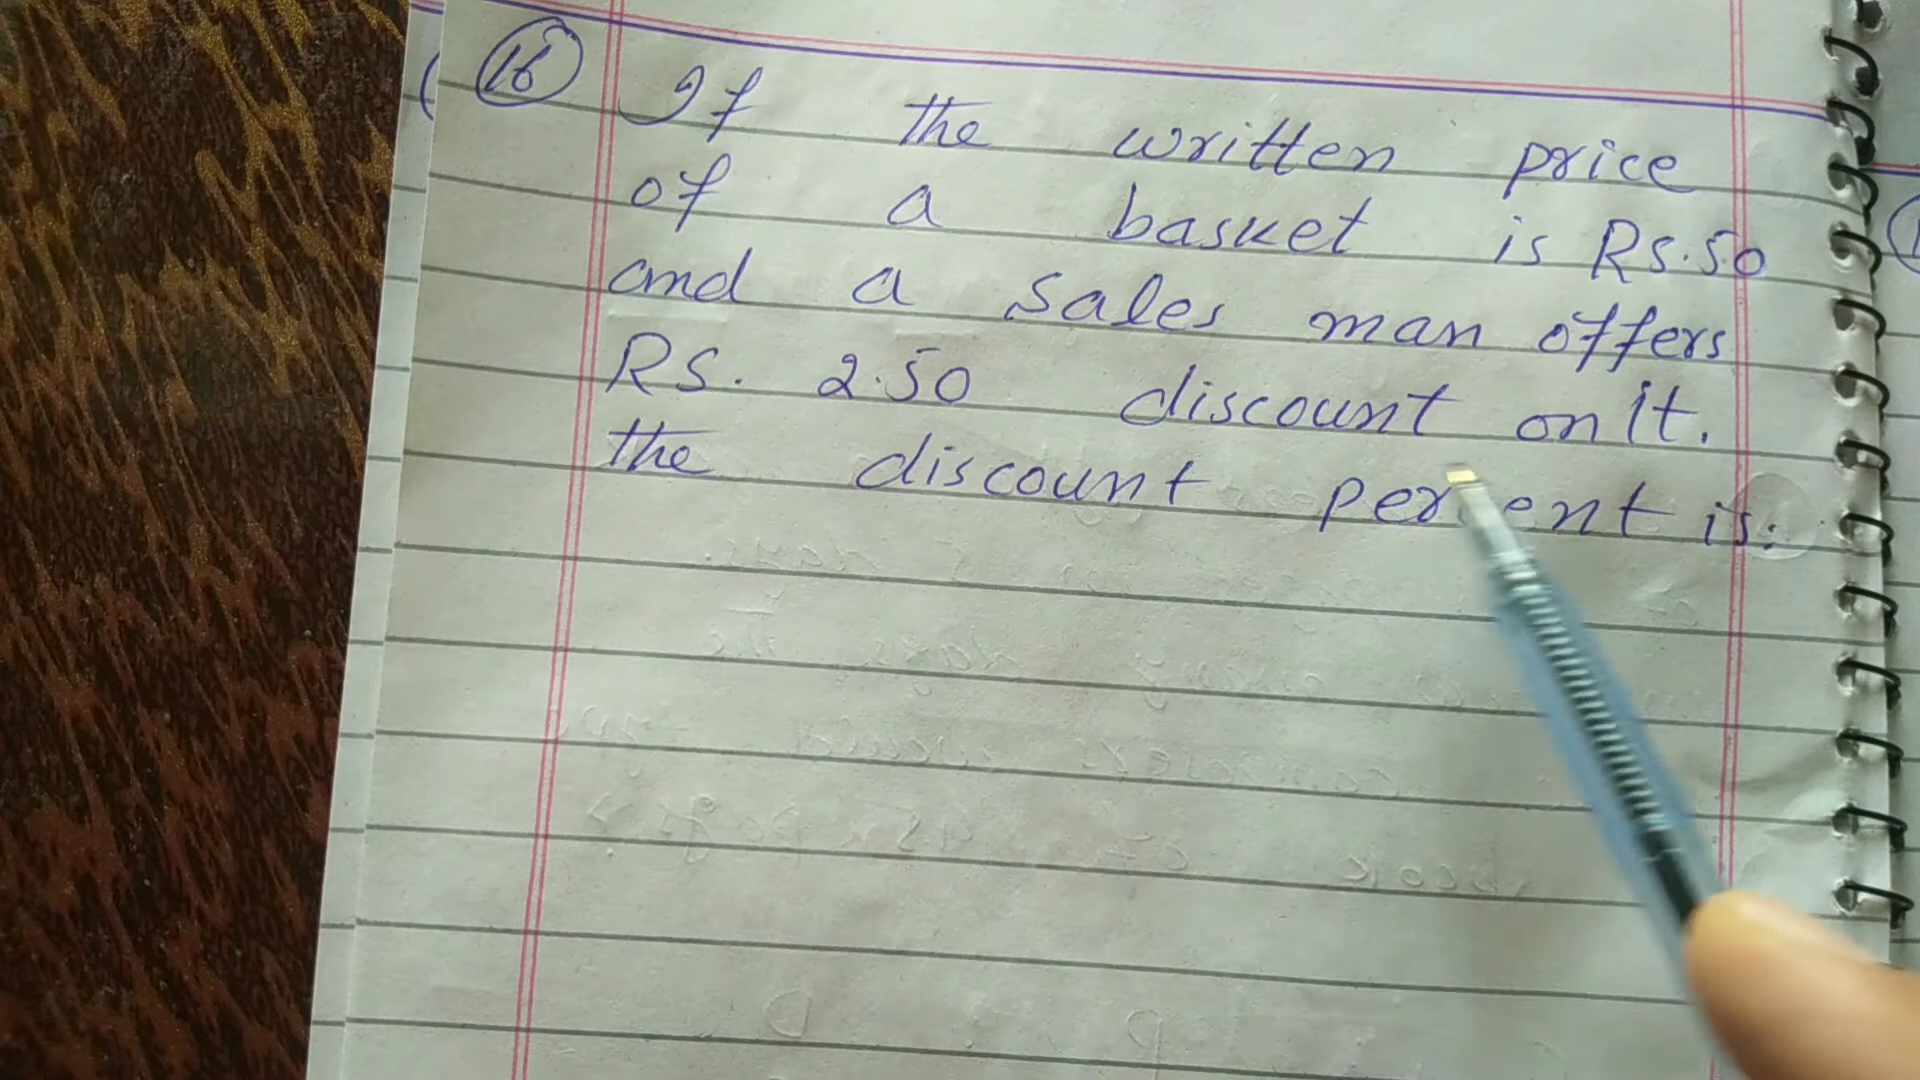 16 If the written price
of a basket is Rs.50
and a sales man offers
RS. 2.50 discount on it.
the discount percent is: